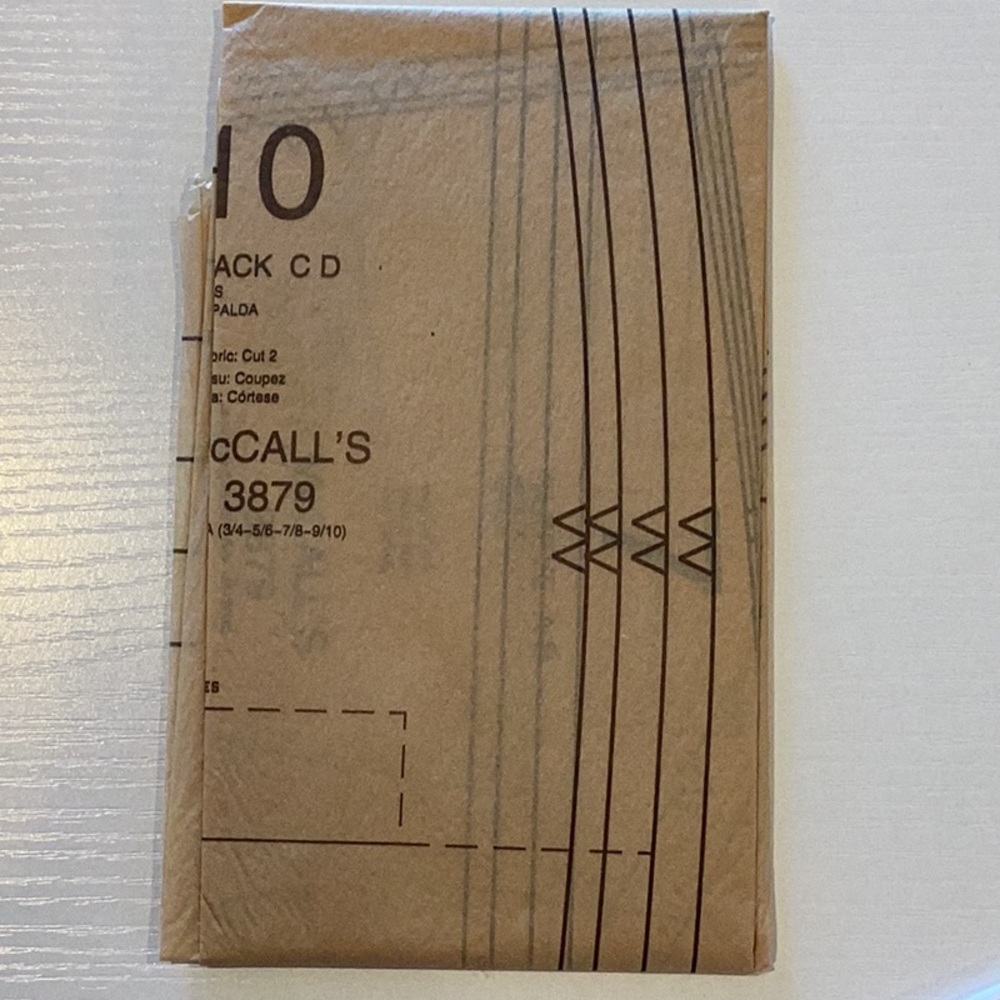 10
ACK C D
S
PALDA
bric: Cut 2
su: Coupez
a: Córtese
cCALL'S
3879
A (3/4–5/6–7/8–9/10)
ES